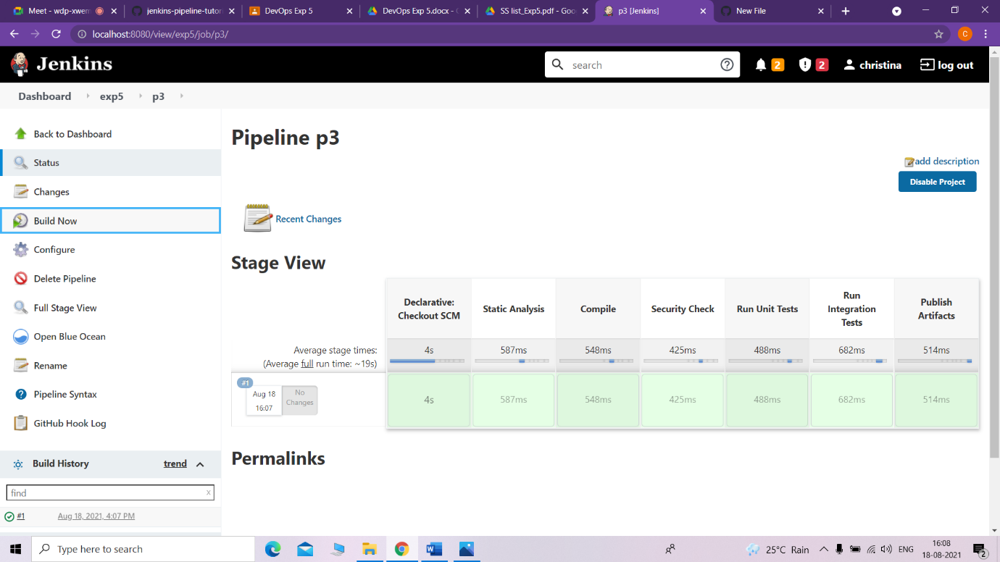 Meet - wdp-xwem
jenkins-pipeline-tutor
DevOps Exp 5
DevOps Exp 5.docx - G
SS list_Exp5.pdf - Goo
p3 [Jenkins]
New File
localhost:8080/view/exp5/job/p3/
C
Jenkins
search
2
2
christina
log out
Dashboard
exp5
p3
Back to Dashboard
Status
Changes
Build Now
Configure
Delete Pipeline
Full Stage View
Open Blue Ocean
Rename
Pipeline Syntax
GitHub Hook Log
Build History
trend
find
x
#1
Aug 18, 2021, 4:07 PM
Pipeline p3
add description
Disable Project
Recent Changes
Stage View
Declarative:
Checkout SCM
Static Analysis
Compile
Security Check
Run Unit Tests
Run
Integration
Tests
Publish
Artifacts
Average stage times:
(Average full run time: ~19s)
4s
587ms
548ms
425ms
488ms
682ms
514ms
#1
Aug 18
16:07
No
Changes
4s
587ms
548ms
425ms
488ms
682ms
514ms
Permalinks
Type here to search
25°C Rain
ENG
16:08
18-08-2021
2